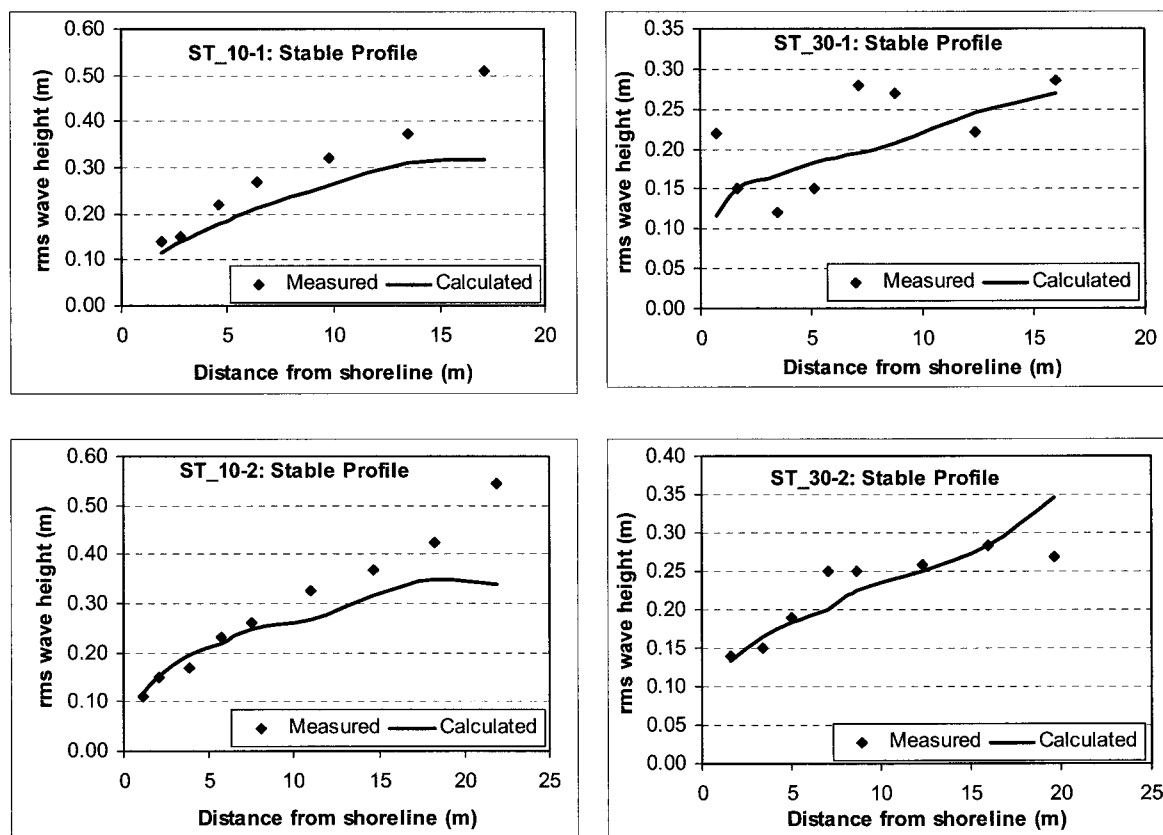 ST_10-1: Stable Profile
rms wave height (m)
0.60
0.50
0.40
0.30
0.20
0.10
0.00
Measured Calculated
0 5 10 15 20
Distance from shoreline (m)
ST_30-1: Stable Profile
rms wave height (m)
0.35
0.30
0.25
0.20
0.15
0.10
0.05
0.00
Measured Calculated
0 5 10 15 20
Distance from shoreline (m)
ST_10-2: Stable Profile
rms wave height (m)
0.60
0.50
0.40
0.30
0.20
0.10
0.00
Measured Calculated
0 5 10 15 20 25
Distance from shoreline (m)
ST_30-2: Stable Profile
rms wave height (m)
0.40
0.35
0.30
0.25
0.20
0.15
0.10
0.05
0.00
Measured Calculated
0 5 10 15 20 25
Distance from shoreline (m)